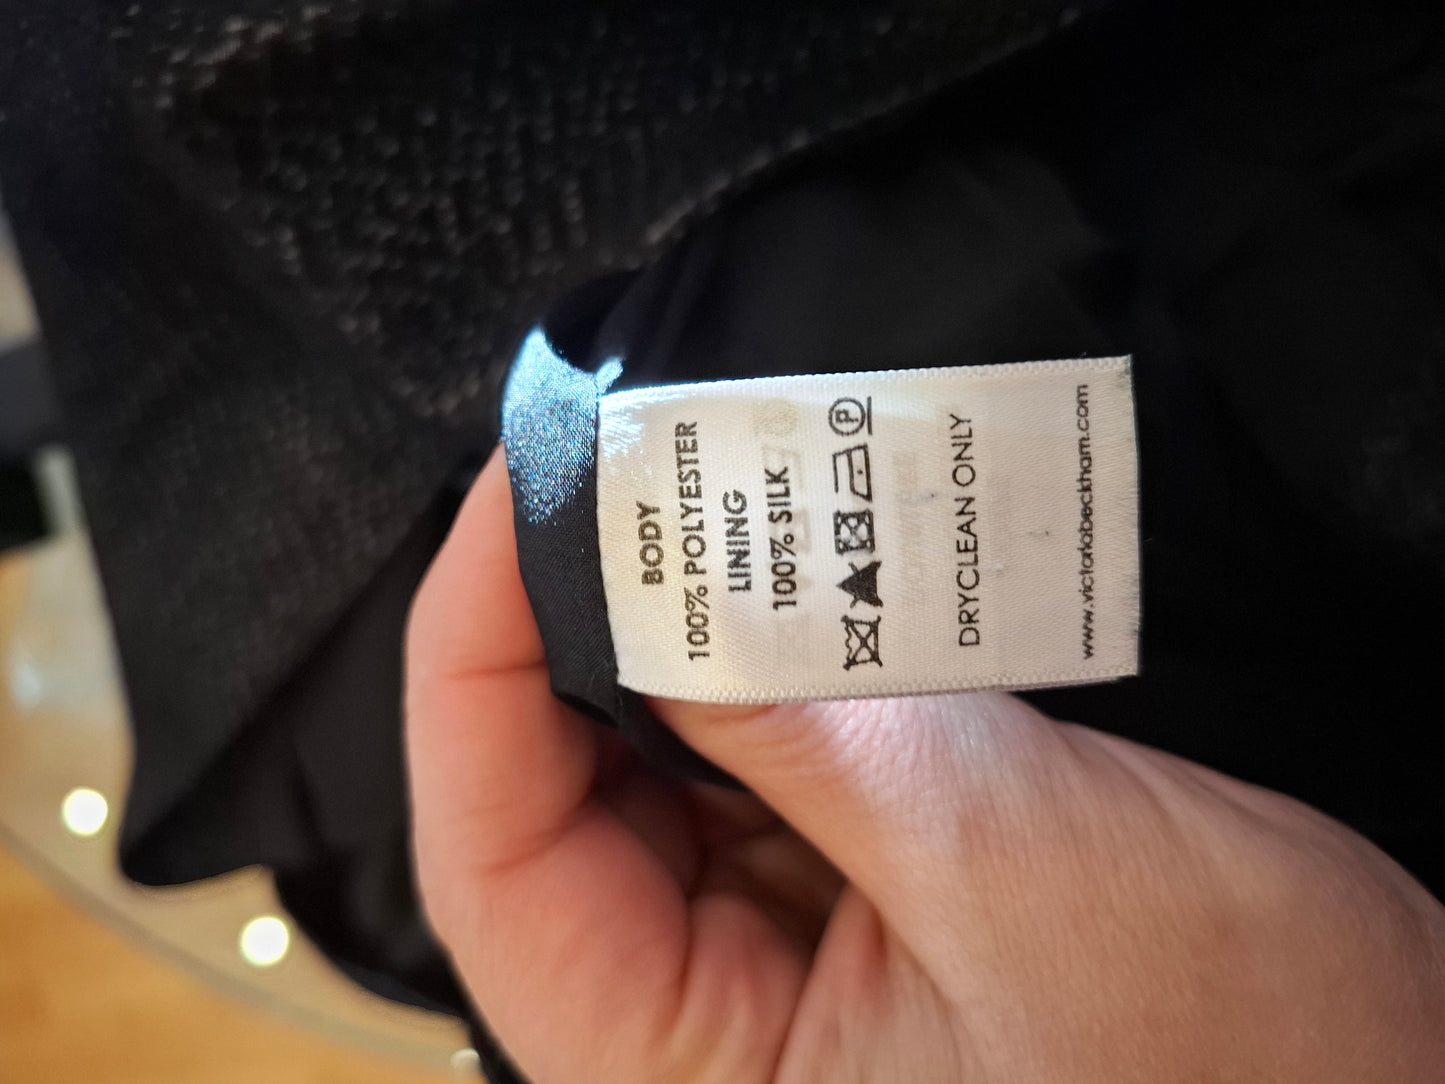 BODY
100% POLYESTER
LINING
100% SILK
P
DRYCLEAN ONLY
www.victoriabeckham.com